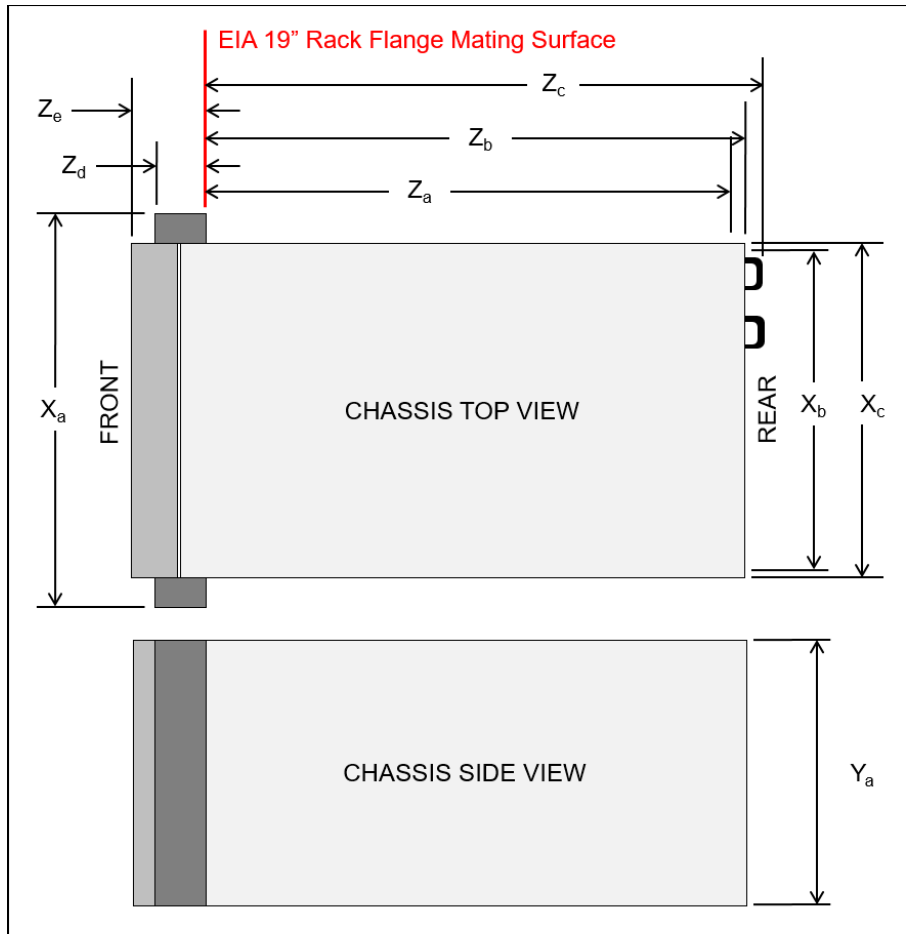 EIA 19” Rack Flange Mating Surface
Zc
Ze
Zb
Zd
Za
FRONT
Xa
CHASSIS TOP VIEW
REAR
Xb
Xc
CHASSIS SIDE VIEW
Ya